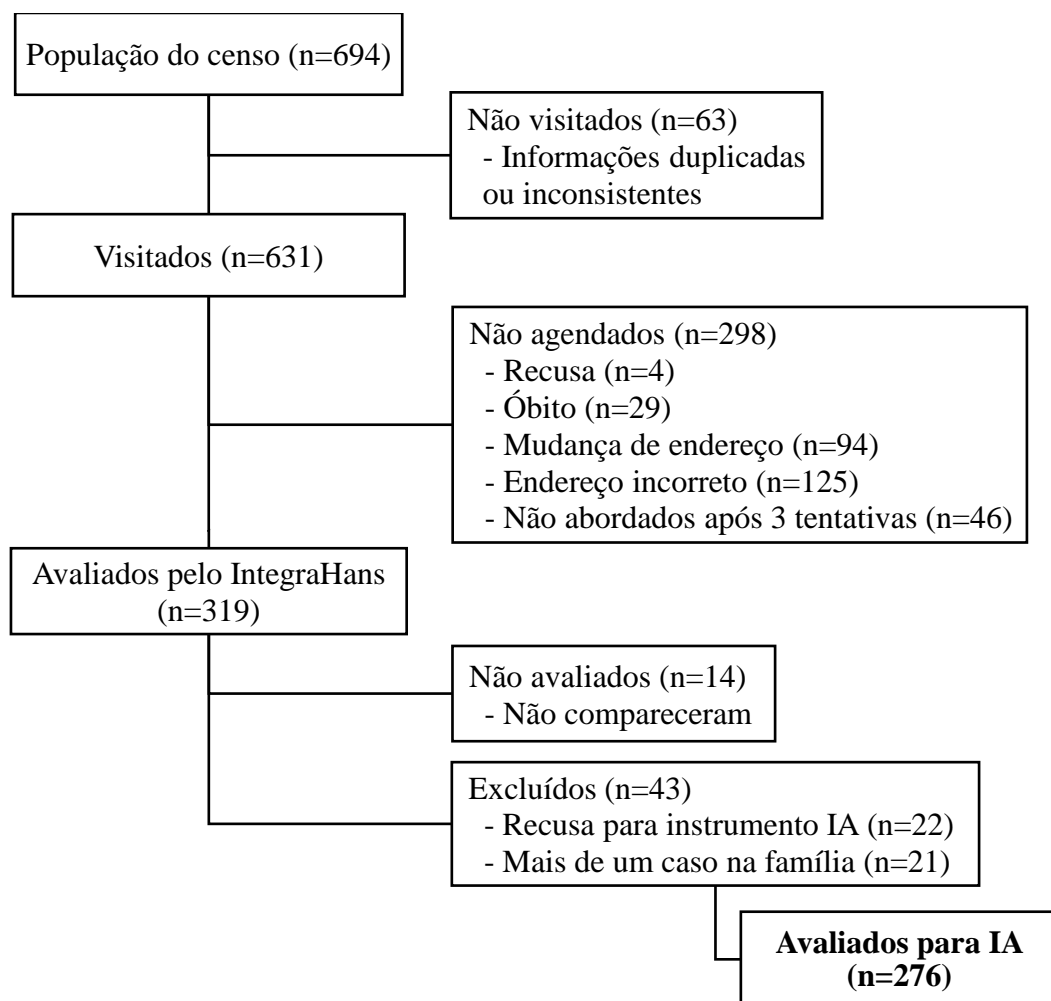 População do censo (n=694)
Não visitados (n=63)
- Informações duplicadas
ou inconsistentes
Visitados (n=631)
Não agendados (n=298)
- Recusa (n=4)
- Óbito (n=29)
- Mudança de endereço (n=94)
- Endereço incorreto (n=125)
- Não abordados após 3 tentativas (n=46)
Avaliados pelo IntegraHans
(n=319)
Não avaliados (n=14)
- Não compareceram
Excluídos (n=43)
- Recusa para instrumento IA (n=22)
- Mais de um caso na família (n=21)
Avaliados para IA
(n=276)